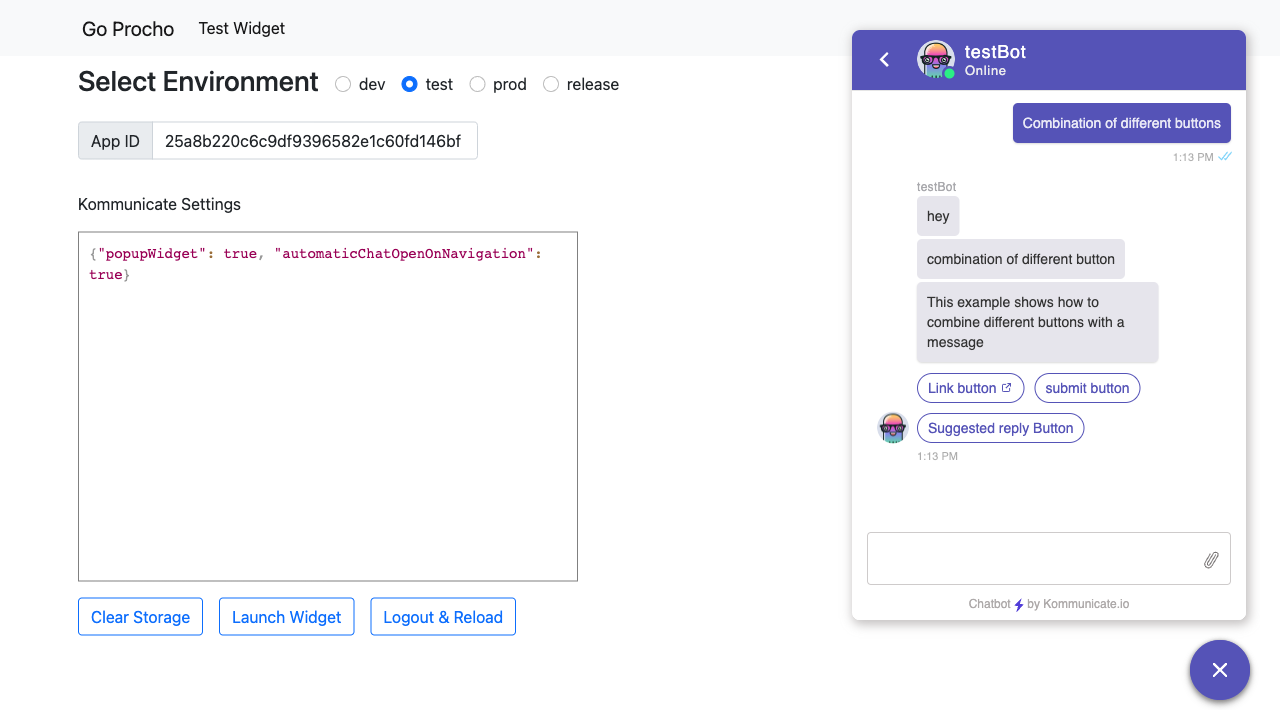 Go Procho Test Widget
Select Environment dev test prod release
App ID 25a8b220c6c9df9396582e1c60fd146bf
Kommunicate Settings
{"popupWidget": true, "automaticChatOpenOnNavigation":
true}
Clear Storage Launch Widget Logout & Reload
testBot
Online
Combination of different buttons
1:13 PM
testBot
hey
combination of different button
This example shows how to
combine different buttons with a
message
Link button submit button
Suggested reply Button
1:13 PM
Chatbot by Kommunicate.io